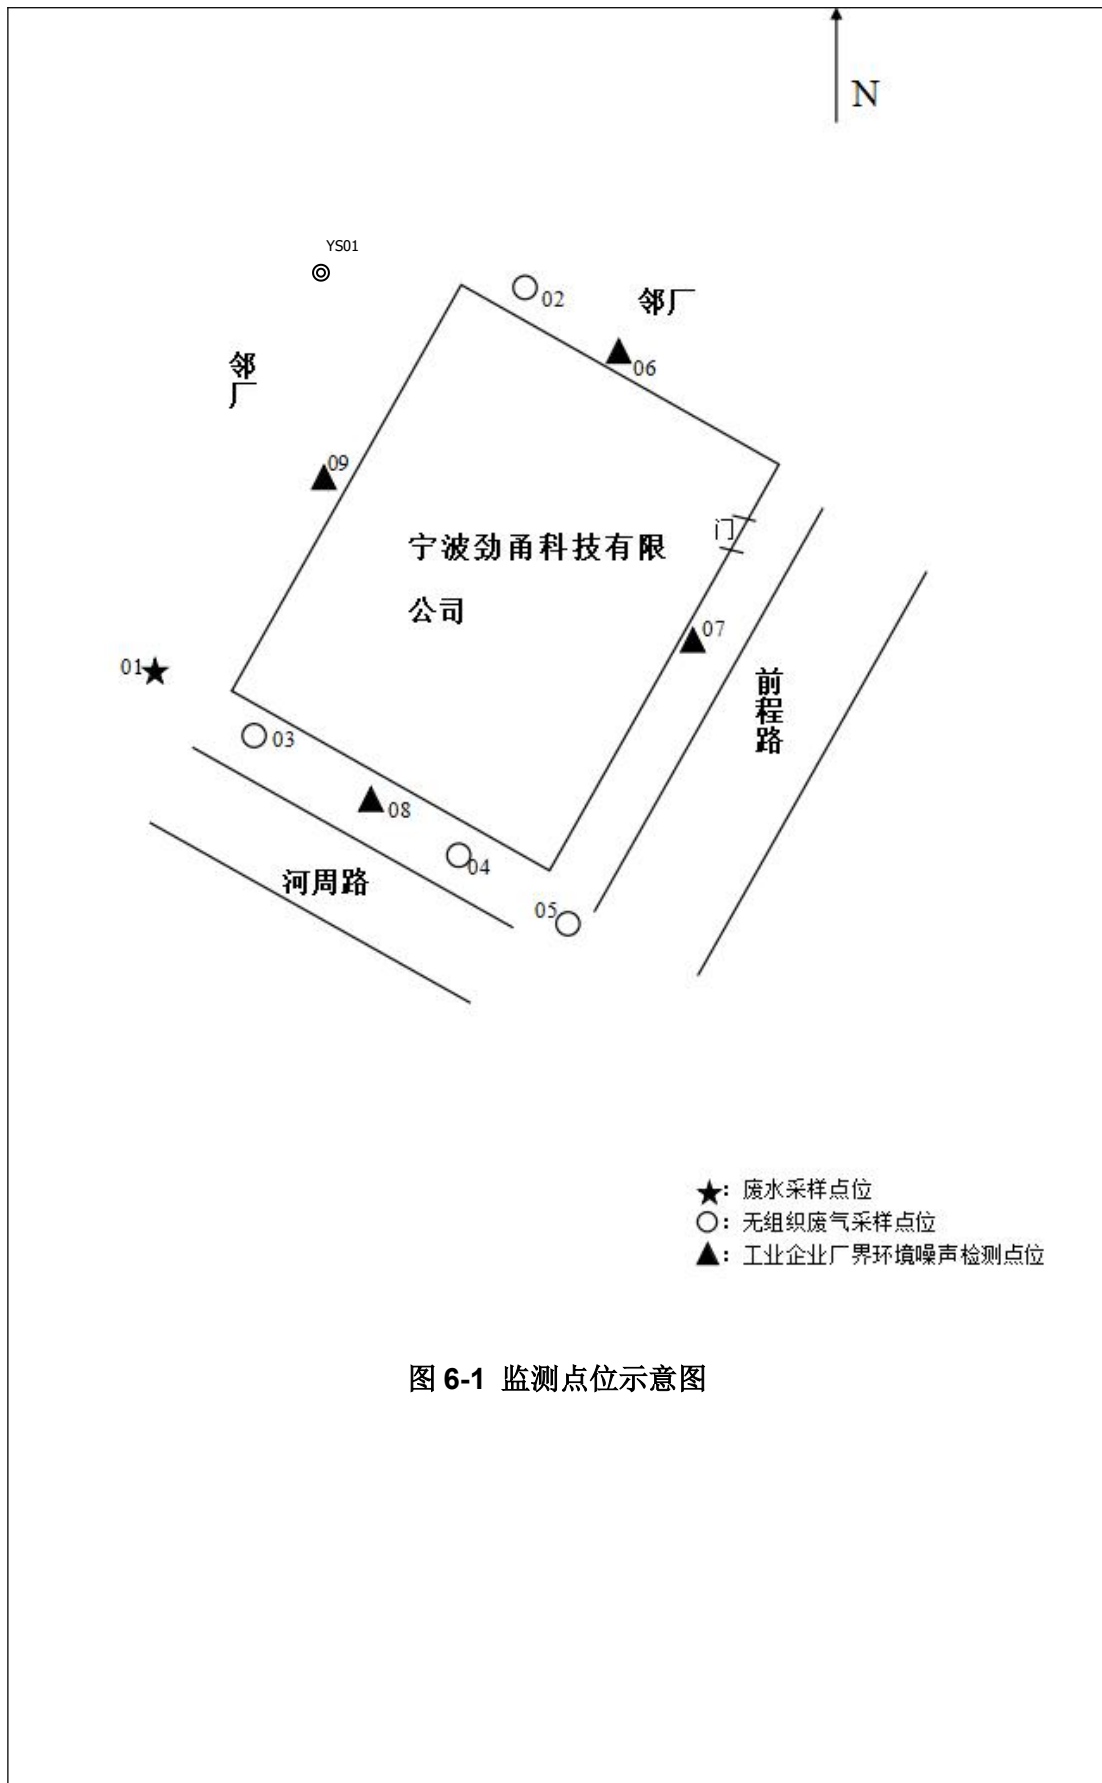 N
YS01
02
邻厂
06
邻
厂
09
门
宁波劲甬科技有限
公司
07
01
前
程
路
03
08
04
河周路
05
★：废水采样点位
○：无组织废气采样点位
▲：工业企业厂界环境噪声检测点位
图 6-1 监测点位示意图